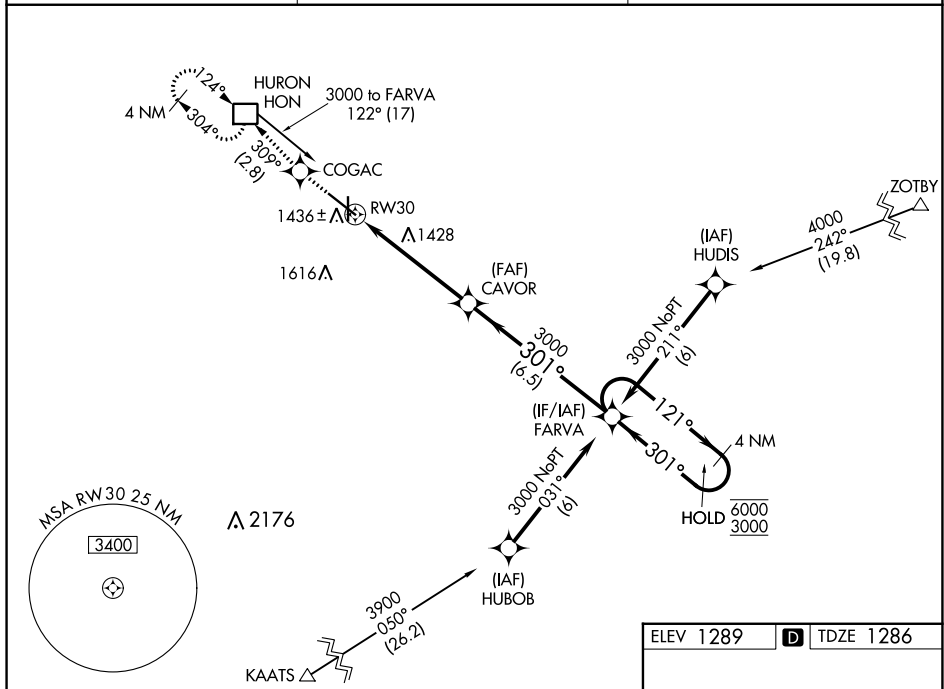 HURON
HON
124°
304°
4 NM
3000 to FARVA
122° (17)
309°
(2.8)
COGAC
1436±
RW30
1428
1616
(FAF)
CAVOR
(IAF)
HUDIS
ZOTBY
4000
242°
(19.8)
3000 NoPT
211°
(6)
3000
301°
(6.5)
(IF/IAF)
FARVA
121°
301°
4 NM
HOLD
6000
3000
3000 NoPT
031°
(6)
(IAF)
HUBOB
2176
MSA RW30 25 NM
3400
3900
050°
(26.2)
KAATS
ELEV 1289 D TDZE 1286